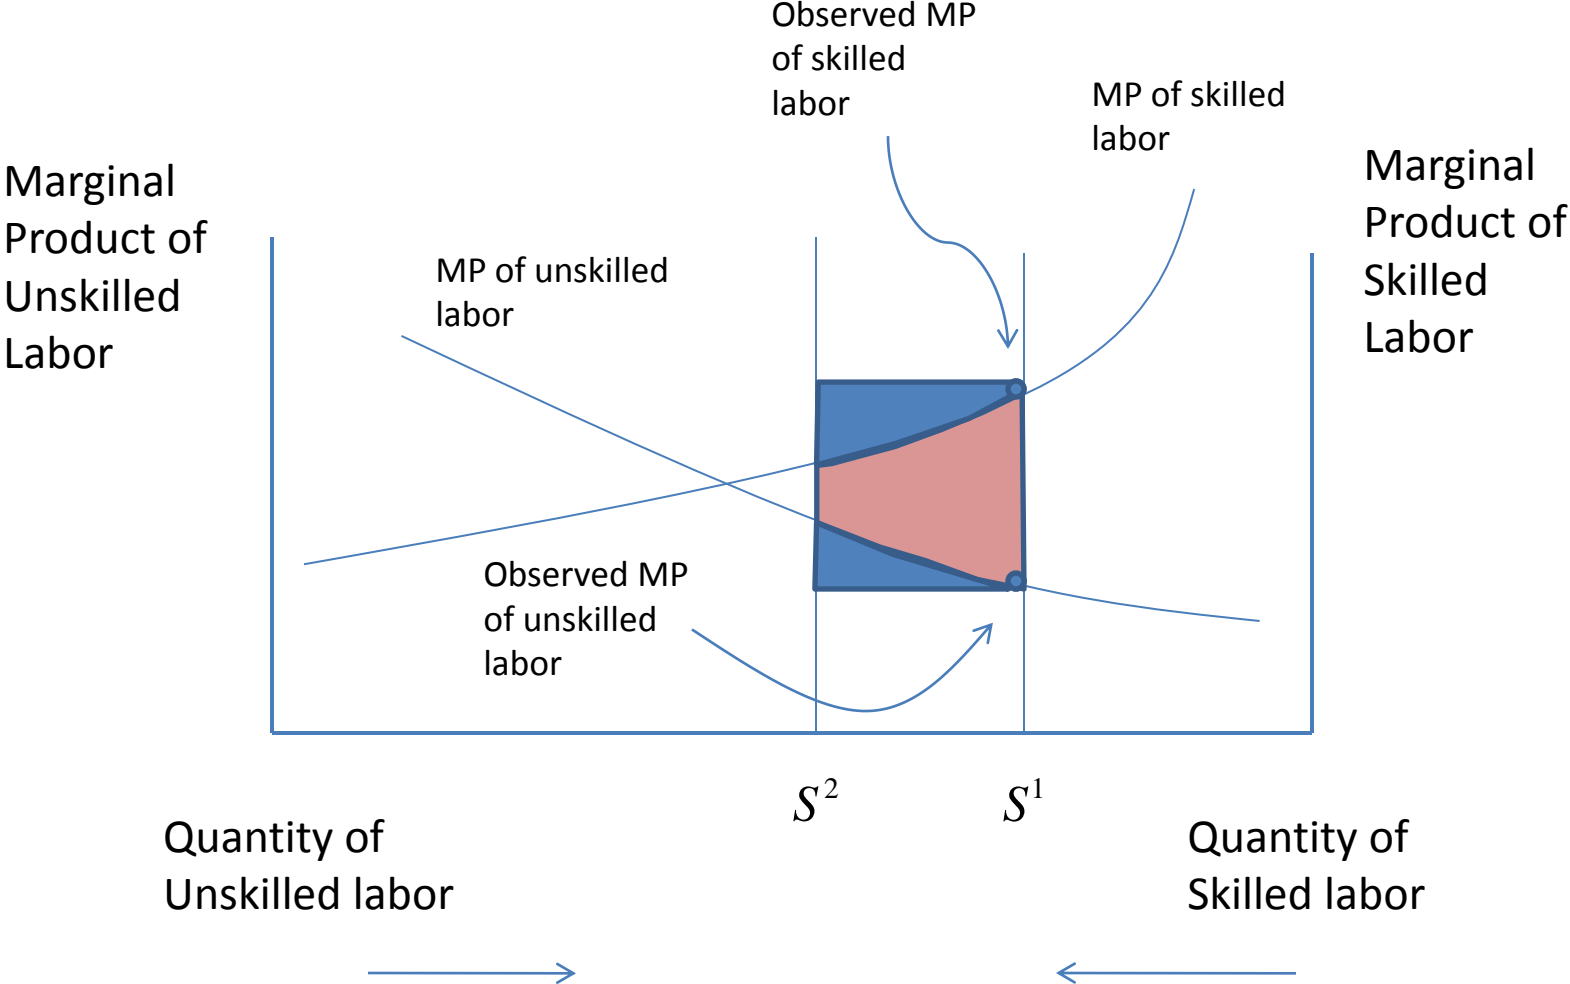 Observed MP
of skilled
labor
MP of skilled
labor
Marginal
Product of
Unskilled
Labor
Marginal
Product of
Skilled
Labor
MP of unskilled
labor
Observed MP
of unskilled
labor
S²
S¹
Quantity of
Unskilled labor
Quantity of
Skilled labor